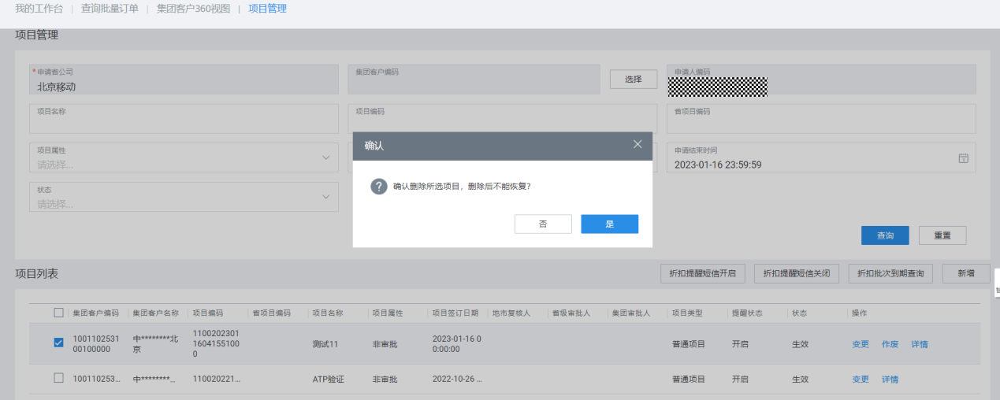 我的工作台 | 查询批量订单 | 集团客户360视图 | 项目管理
项目管理
*申请省公司
北京移动
集团客户编码
选择
申请人编码
项目名称
项目编码
省项目编码
项目属性
请选择...
申请结束时间
2023-01-16 23:59:59
状态
请选择...
确认
确认删除所选项目，删除后不能恢复?
否 是
查询 重置
项目列表
折扣提醒短信开启 折扣提醒短信关闭 折扣批次到期查询 新增
集团客户编码 集团客户名称 项目编码 省项目编码 项目名称 项目属性 项目签订日期 地市复核人 省级审批人 集团审批人 项目类型 提醒状态 状态 操作
1001102531
00100000
中********北
京
1100202301
1604155100
0
测试11
非审批
2023-01-16 0
0:00:00
普通项目
开启
生效
变更 作废 详情
100110253... 中********... 110020221... ATP验证 非审批 2022-10-26 ... 普通项目 开启 生效 变更 详情